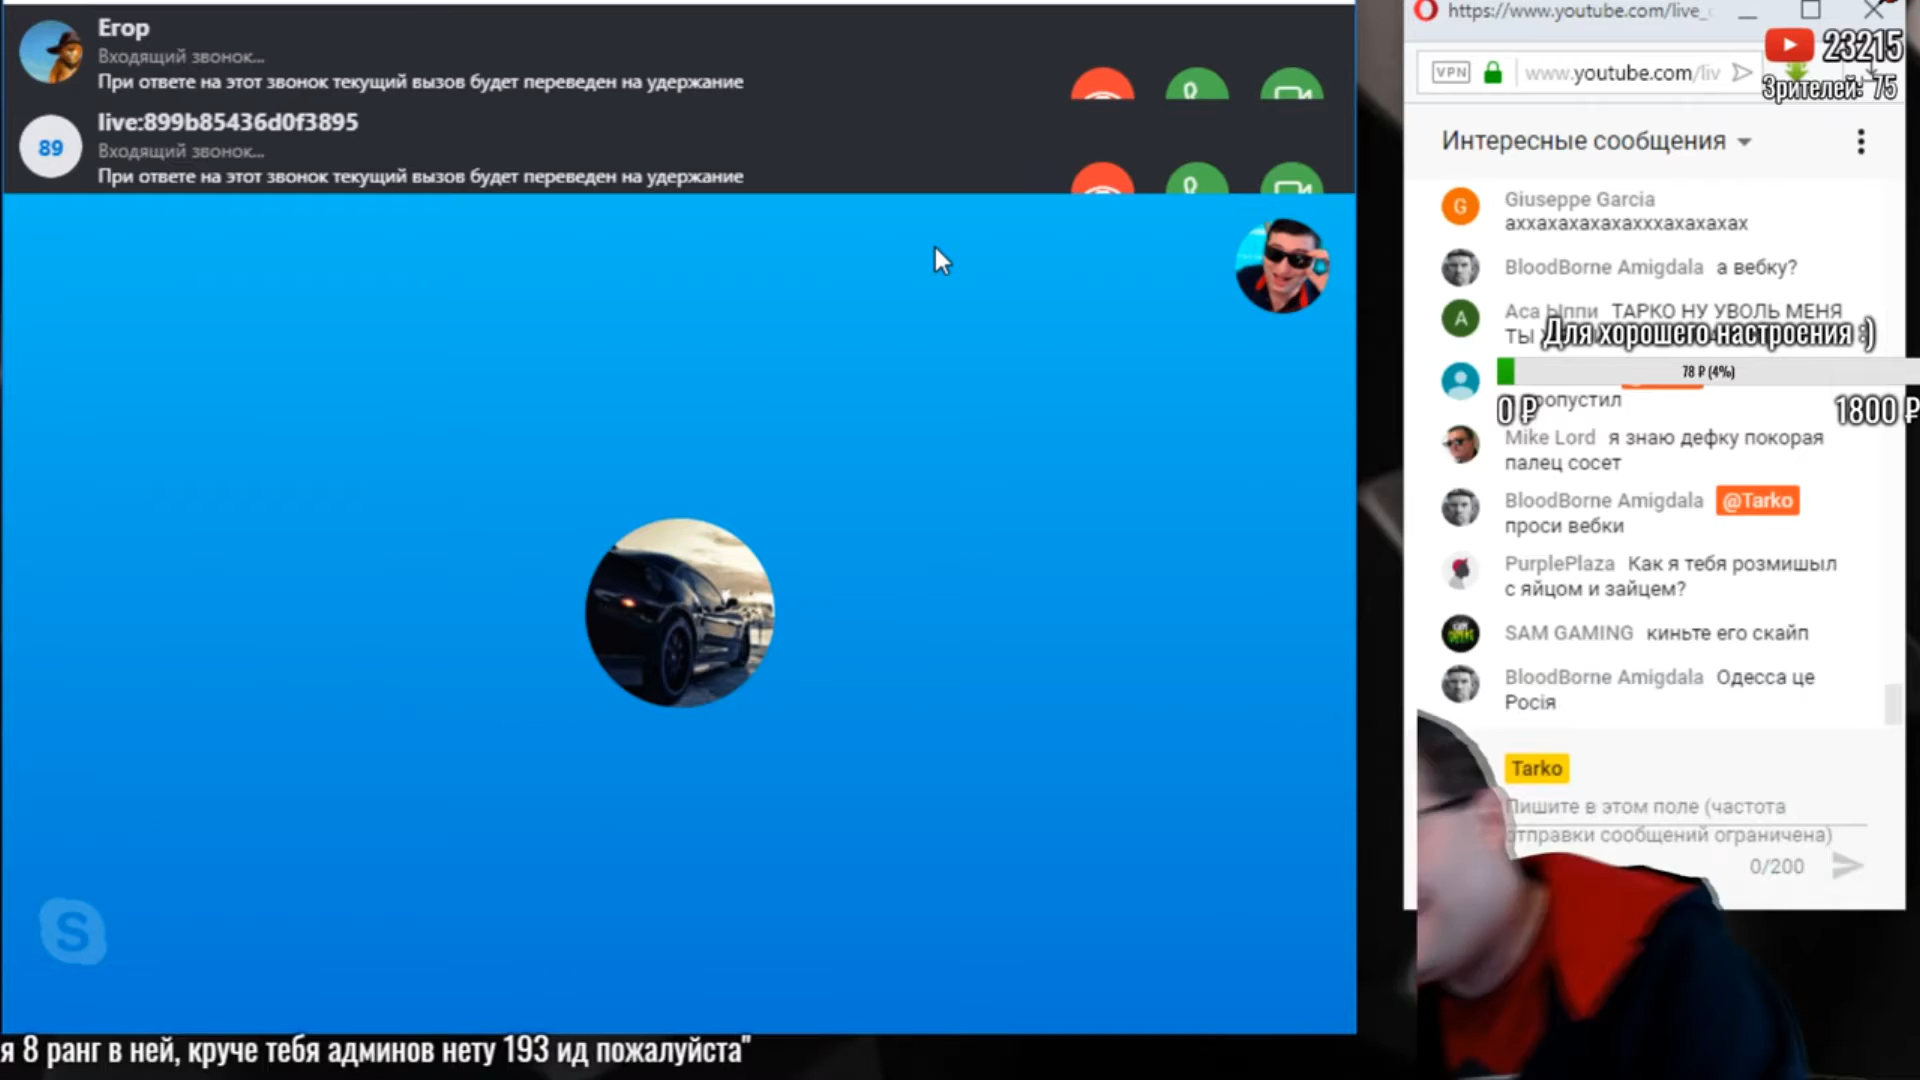 Егор
Входящий звонок...
При ответе на этот звонок текущий вызов будет переведен на удержание
89
live:899b85436d0f3895
Входящий звонок...
При ответе на этот звонок текущий вызов будет переведен на удержание
S
я 8 ранг в ней, круче тебя админов нету 193 ид пожалуйста"
https://www.youtube.com/live_
VPN
www.youtube.com/liv
23215
Зрителей: 75
Интересные сообщения
G
Giuseppe Garcia
аххахахахахахххахахахах
BloodBorne Amigdala а вебку?
A
Аса Ыппи ТАРКО НУ УВОЛЬ МЕНЯ
ТЫ
Для хорошего настроения :)
78 ₽ (4%)
0 ₽
1800 ₽
пропустил
Mike Lord я знаю дефку покорая
палец сосет
BloodBorne Amigdala @Tarko
проси вебки
PurplePlaza Как я тебя розмишыл
с яйцом и зайцем?
SAM GAMING киньте его скайп
BloodBorne Amigdala Одесса це
Росія
Tarko
Пишите в этом поле (частота
отправки сообщений ограничена)
0/200